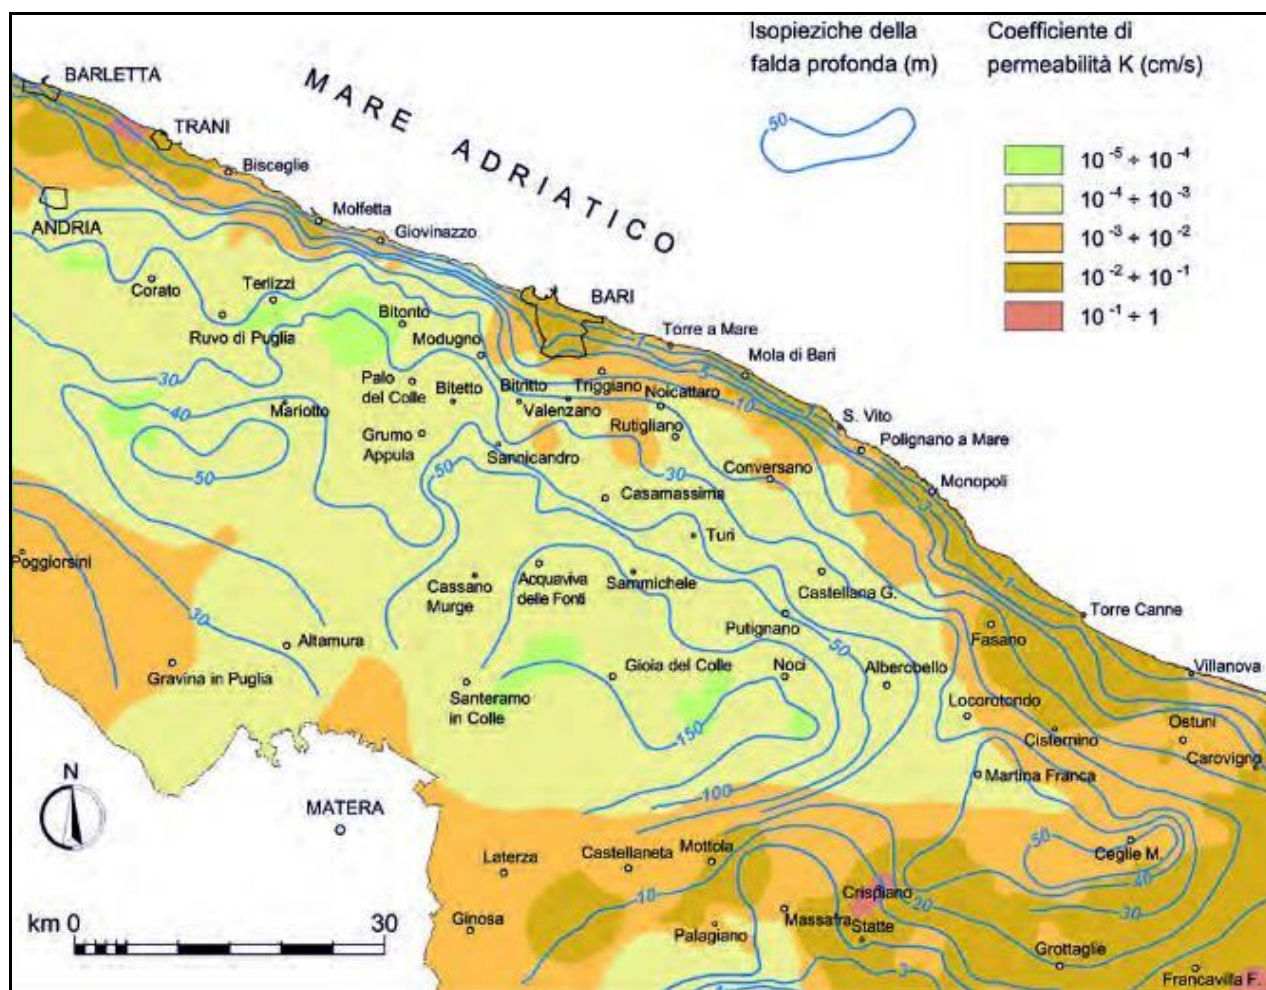 Isopieziche della
falda profonda (m)
50
Coefficiente di
permeabilità K (cm/s)
10⁻⁵ ÷ 10⁻⁴
10⁻⁴ ÷ 10⁻³
10⁻³ ÷ 10⁻²
10⁻² ÷ 10⁻¹
10⁻¹ ÷ 1
MARE ADRIATICO
BARLETTA
TRANI
Bisceglie
ANDRIA
Molfetta
Giovinazzo
Corato
Terlizzi
Ruvo di Puglia
Bitonto
Modugno
BARI
Torre a Mare
Mola di Bari
1
5
10
1
30
40
50
Mariotto
Palo
del Colle
Bitetto
Bitritto
Valenzano
Triggiano
Noicattaro
Rutigliano
S. Vito
Polignano a Mare
Grumo
Appula
Sannicandro
50
30
Conversano
Monopoli
Casamassima
Turi
Poggiorsini
Cassano
Murge
Acquaviva
delle Fonti
Sammichele
Castellana G.
1
Torre Canne
30
Altamura
Putignano
50
Fasano
Gravina in Puglia
Santeramo
in Colle
Gioia del Colle
Noci
Alberobello
Villanova
Locorotondo
150
Cisternino
Ostuni
Carovigno
N
MATERA
100
Martina Franca
50
Ceglie M.
40
30
Laterza
Castellaneta
Mottola
10
Crispiano
20
Ginosa
Palagiano
Massafra
Statte
3
Grottaglie
Francavilla F.
km 0
30